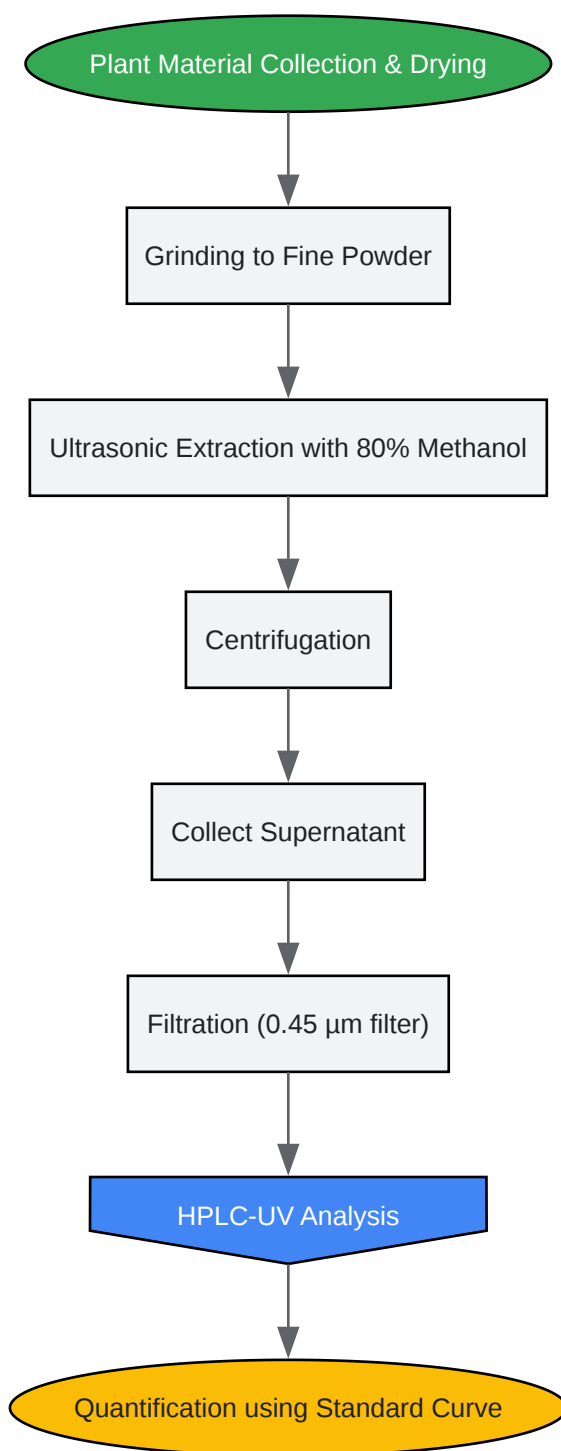 Plant Material Collection & Drying
Grinding to Fine Powder
Ultrasonic Extraction with 80% Methanol
Centrifugation
Collect Supernatant
Filtration (0.45 µm filter)
HPLC-UV Analysis
Quantification using Standard Curve